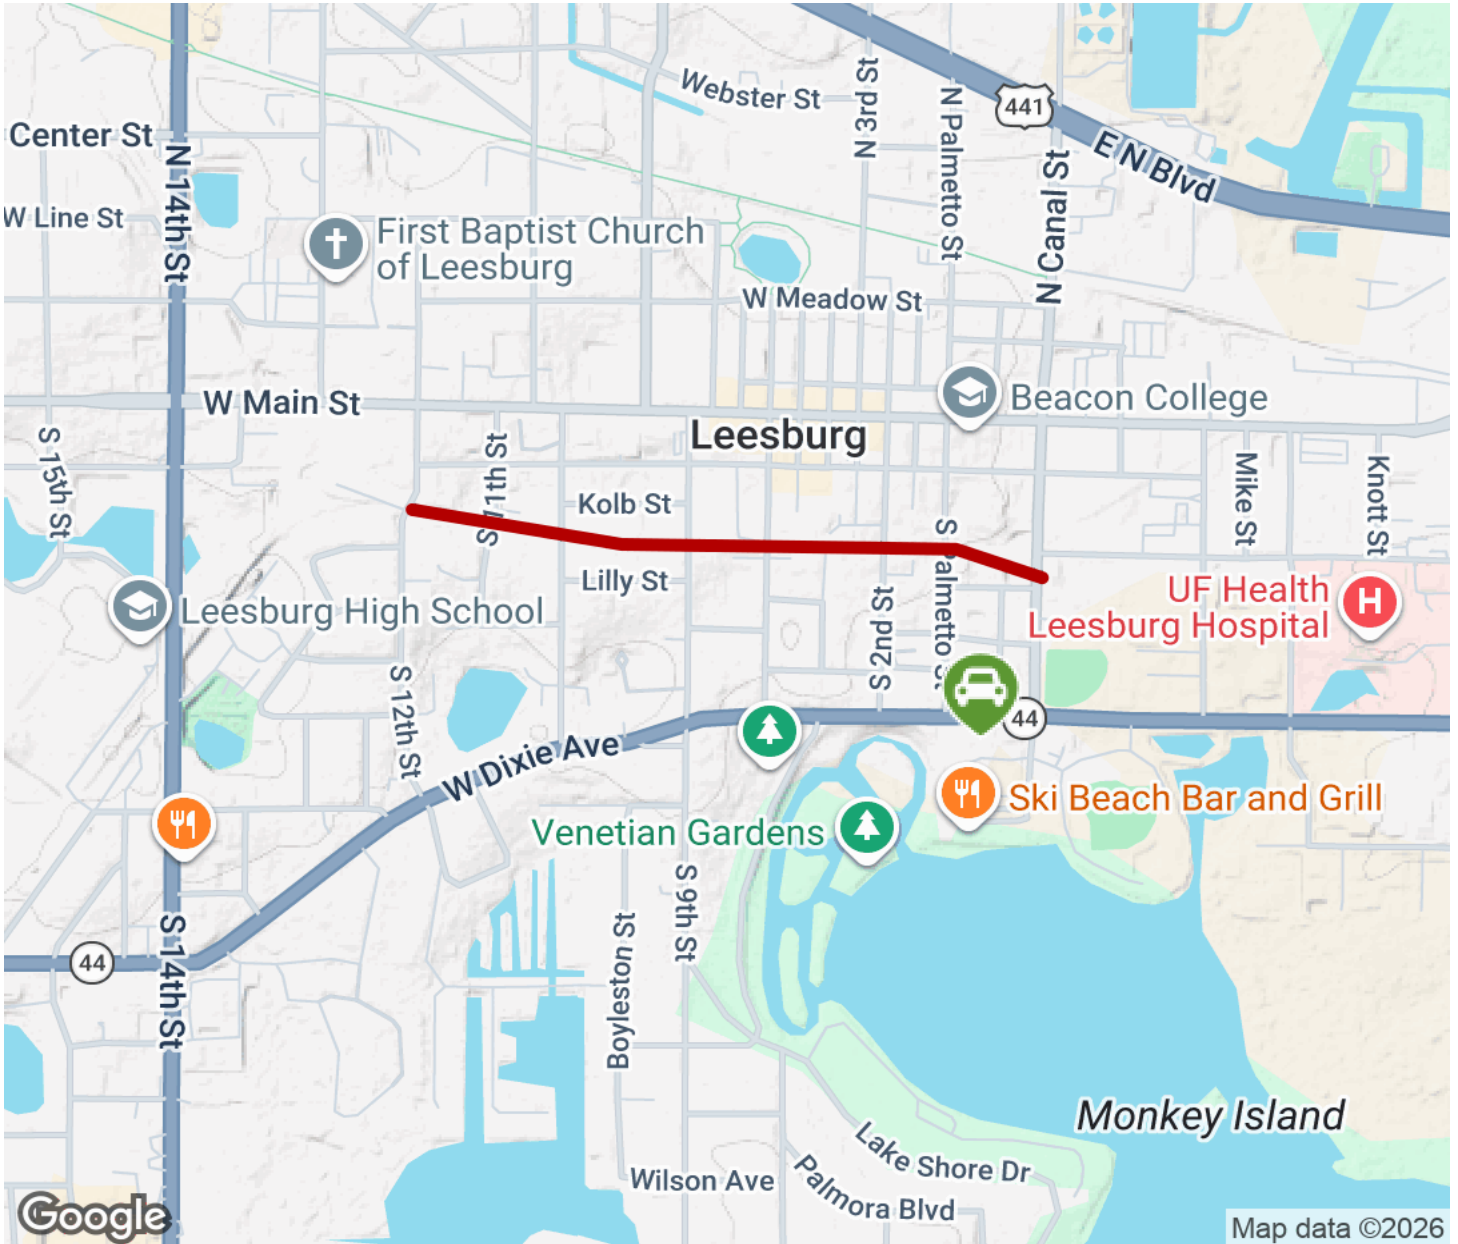 Webster St
N 3rd St
N Palmetto St
441
E N Blvd
Center St
N 14th St
N Canal St
W Line St
First Baptist Church
of Leesburg
W Meadow St
W Main St
Beacon College
Leesburg
S 15th St
S 11th St
Mike St
Knott St
Kolb St
S Palmetto St
Lilly St
UF Health
Leesburg Hospital
H
Leesburg High School
S 2nd St
S 12th St
44
W Dixie Ave
Ski Beach Bar and Grill
Venetian Gardens
S 9th St
Boyleston St
S 14th St
44
Monkey Island
Lake Shore Dr
Wilson Ave
Palmora Blvd
Google
Map data ©2026